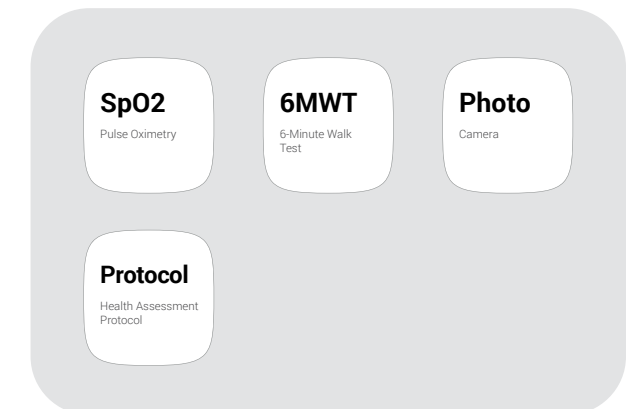 SpO2
Pulse Oximetry
6MWT
6-Minute Walk
Test
Photo
Camera
Protocol
Health Assessment
Protocol